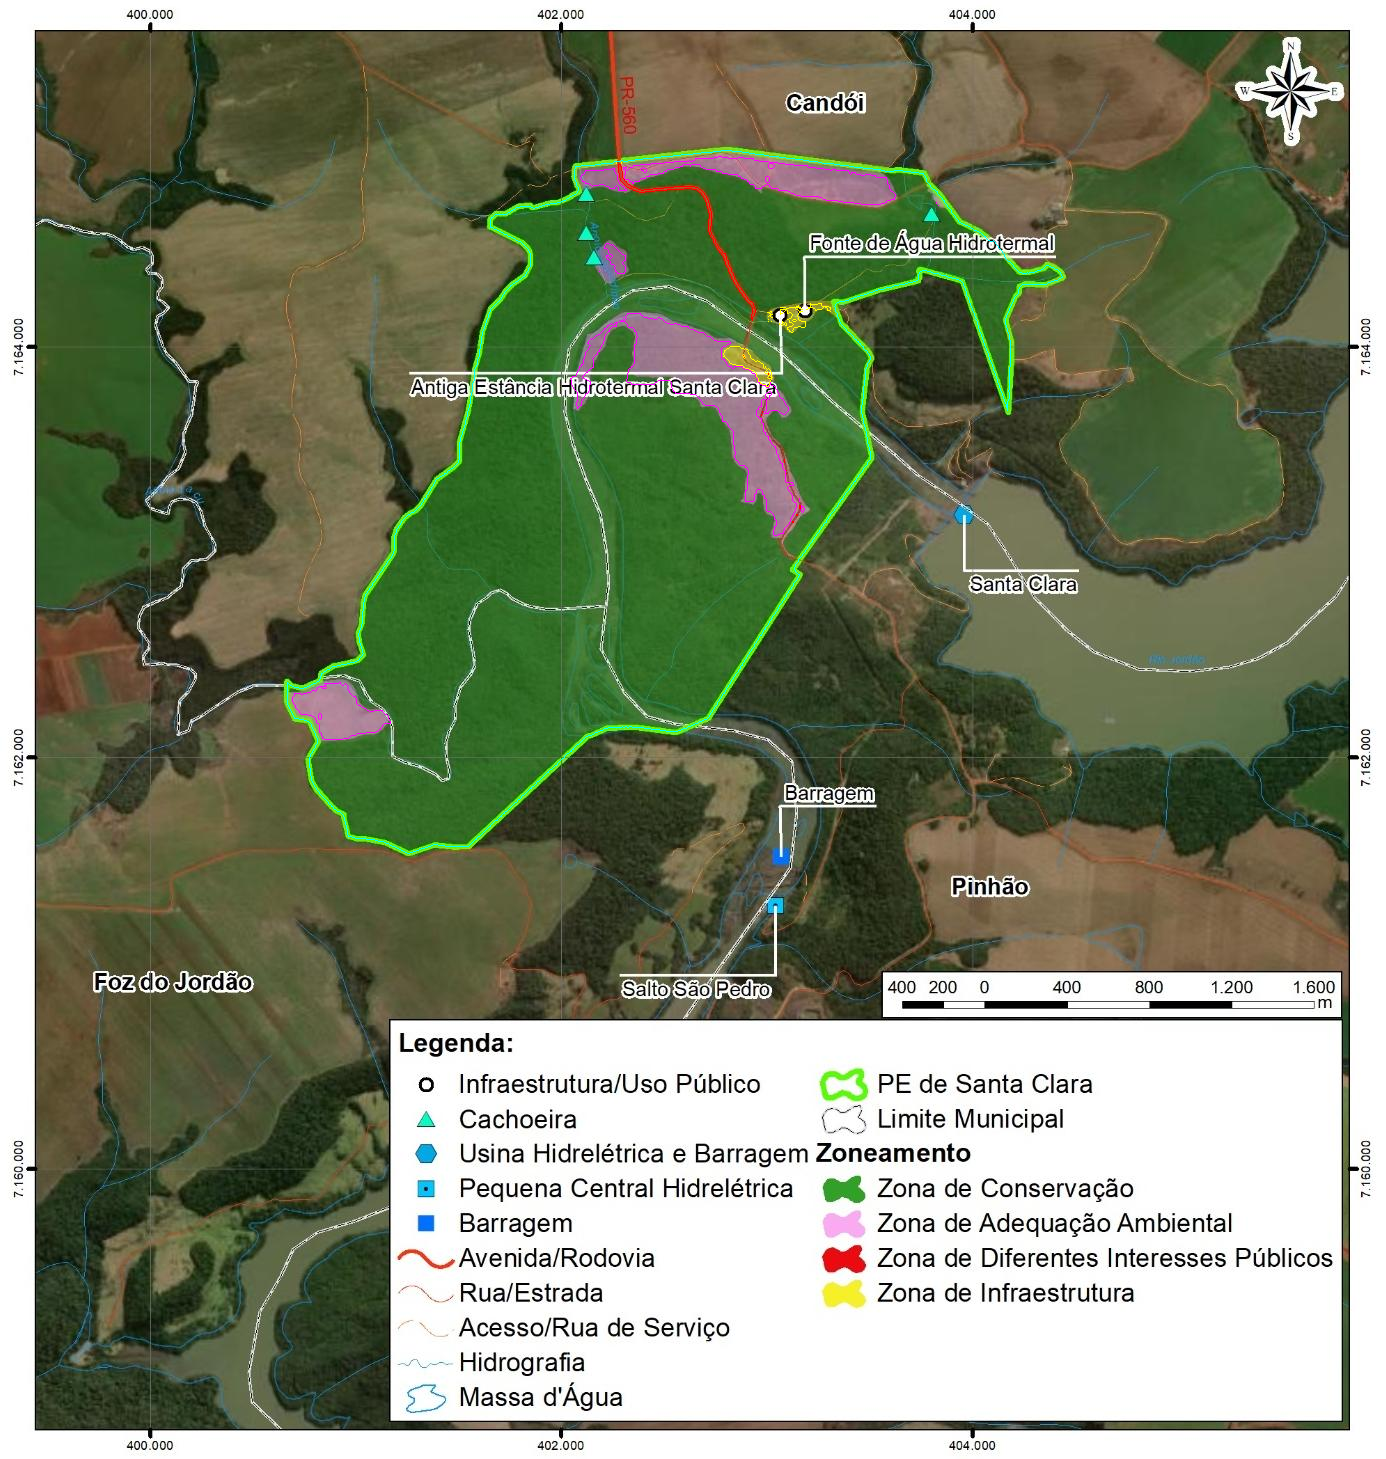 400.000
402.000
404.000
N
W
E
S
PR-560
Candói
Fonte de Água Hidrotermal
7.164.000
7.164.000
Antiga Estância Hidrotermal Santa Clara
Santa Clara
Rio Jordão
7.162.000
7.162.000
Barragem
Pinhão
Foz do Jordão
Salto São Pedro
400 200 0 400 800 1.200 1.600
m
Legenda:
Infraestrutura/Uso Público
Cachoeira
Usina Hidrelétrica e Barragem
Pequena Central Hidrelétrica
Barragem
Avenida/Rodovia
Rua/Estrada
Acesso/Rua de Serviço
Hidrografia
Massa d'Água
PE de Santa Clara
Limite Municipal
Zoneamento
Zona de Conservação
Zona de Adequação Ambiental
Zona de Diferentes Interesses Públicos
Zona de Infraestrutura
7.160.000
7.160.000
400.000
402.000
404.000